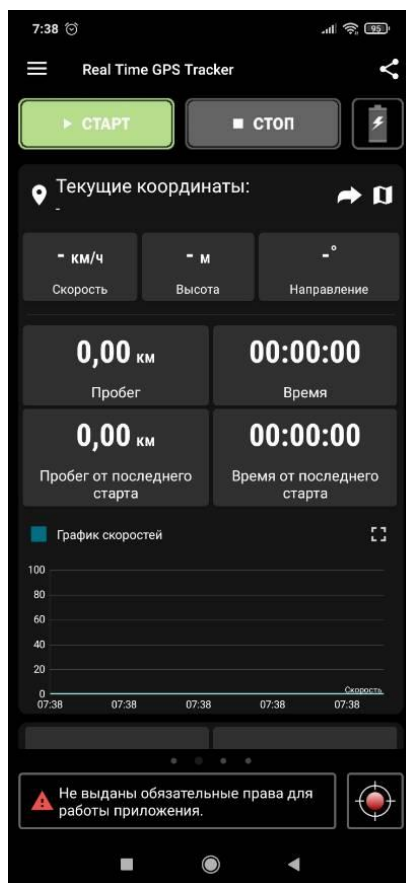 7:38
95
Real Time GPS Tracker
СТАРТ
СТОП
Текущие координаты:
-
- км/ч
- м
-°
Скорость
Высота
Направление
0,00 км
00:00:00
Пробег
Время
0,00 км
00:00:00
Пробег от последнего
старта
Время от последнего
старта
График скоростей
100
80
60
40
20
0
Скорость
07:38
07:38
07:38
07:38
07:38
Не выданы обязательные права для
работы приложения.